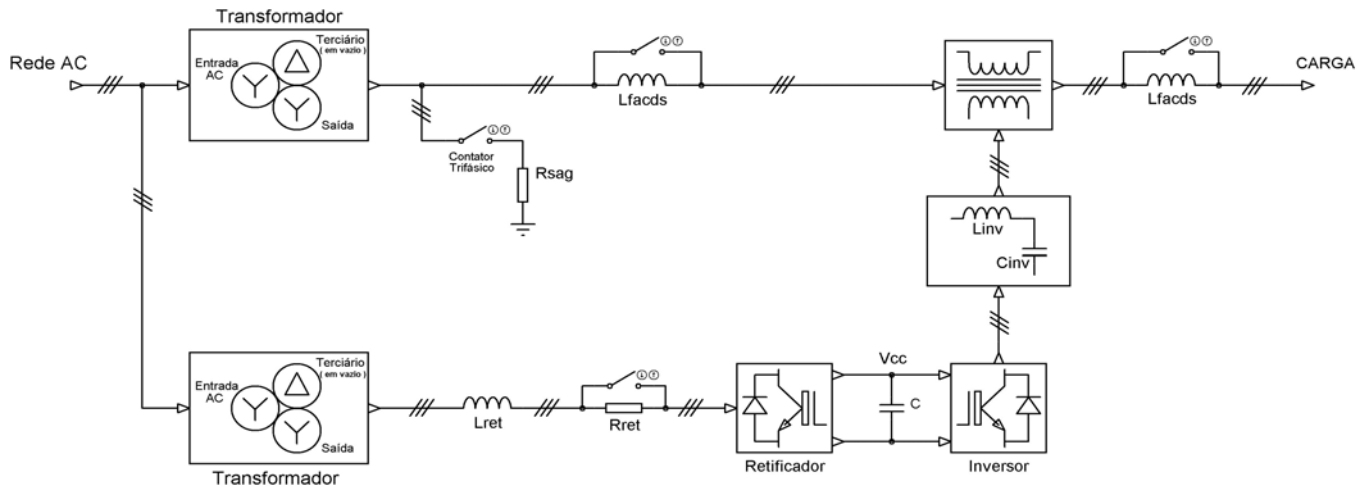 Transformador
Rede AC
Entrada
AC
Terciário
( em vazio )
Saída
Lfacds
Lfacds
CARGA
Contator
Trifásico
Rsag
Linv
Cinv
Entrada
AC
Terciário
( em vazio )
Saída
Transformador
Lret
Rret
Retificador
Vcc
C
Inversor